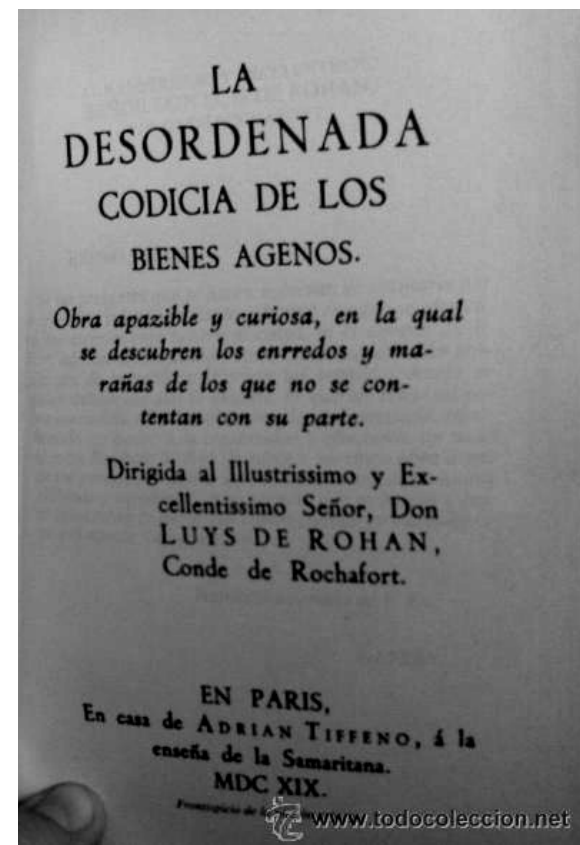 LA
DESORDENADA
CODICIA DE LOS
BIENES AGENOS.
Obra apazible y curiosa, en la qual
se descubren los enrredos y ma-
rañas de los que no se con-
tentan con su parte.
Dirigida al Illustrissimo y Ex-
cellentissimo Señor, Don
LUYS DE ROHAN,
Conde de Rochafort.
EN PARIS,
En casa de ADRIAN TIFFENO, á la
enseña de la Samaritana.
MDC XIX.
Frontispicio de
www.todocoleccion.net